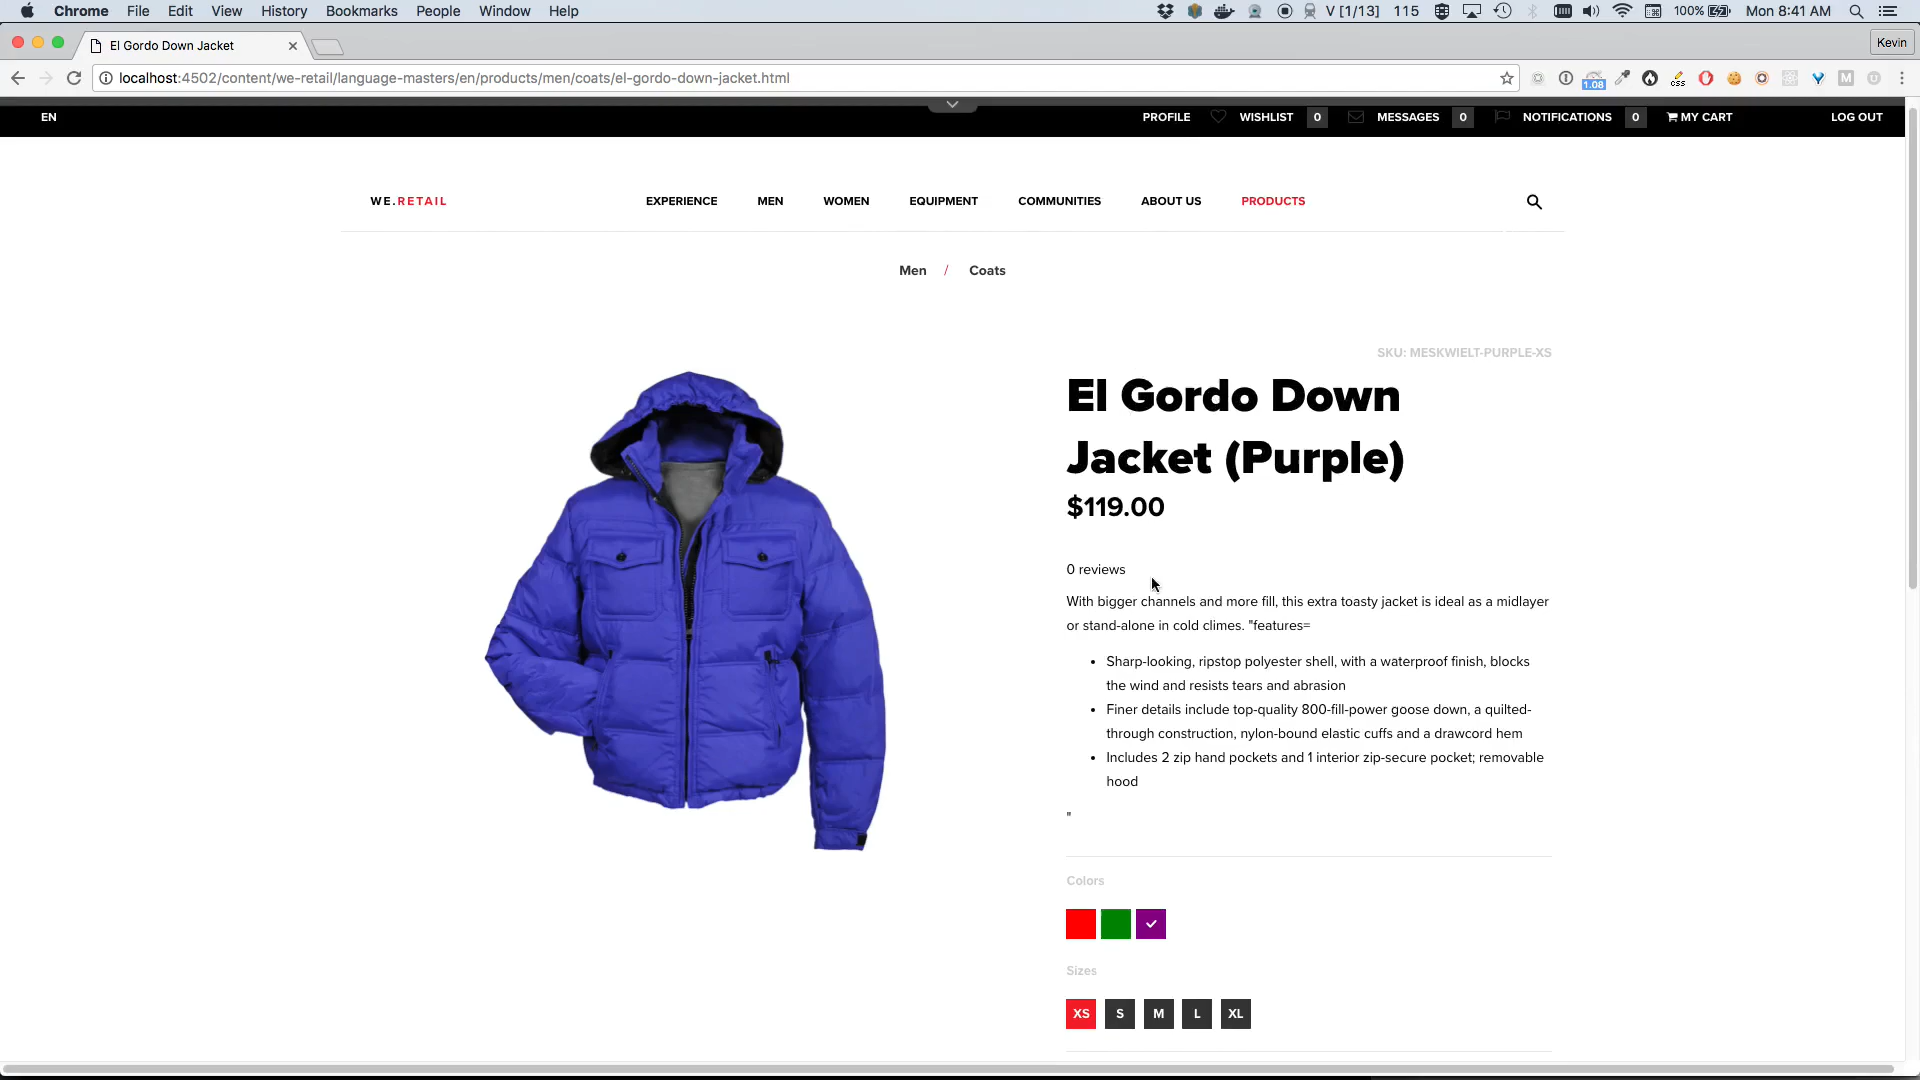 Chrome File Edit View History Bookmarks People Window Help V [1/13] 115 100% Mon 8:41 AM
El Gordo Down Jacket Kevin
localhost:4502/content/we-retail/language-masters/en/products/men/coats/el-gordo-down-jacket.html 1.08 css M
EN PROFILE WISHLIST 0 MESSAGES 0 NOTIFICATIONS 0 MY CART LOG OUT
WE.RETAIL EXPERIENCE MEN WOMEN EQUIPMENT COMMUNITIES ABOUT US PRODUCTS
Men / Coats
SKU: MESKWIELT-PURPLE-XS
El Gordo Down
Jacket (Purple)
$119.00
0 reviews
With bigger channels and more fill, this extra toasty jacket is ideal as a midlayer
or stand-alone in cold climes. "features=
• Sharp-looking, ripstop polyester shell, with a waterproof finish, blocks
the wind and resists tears and abrasion
• Finer details include top-quality 800-fill-power goose down, a quilted-
through construction, nylon-bound elastic cuffs and a drawcord hem
• Includes 2 zip hand pockets and 1 interior zip-secure pocket; removable
hood
"
Colors
Sizes
XS S M L XL